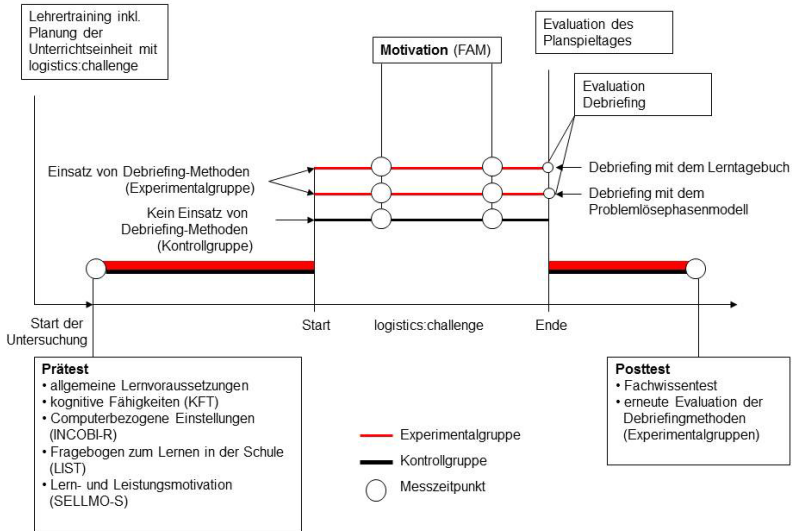 Lehrertraining inkl.
Planung der
Unterrichtseinheit mit
logistics:challenge
Motivation (FAM)
Evaluation des
Planspieltages
Evaluation
Debriefing
Einsatz von Debriefing-Methoden
(Experimentalgruppe)
Kein Einsatz von
Debriefing-Methoden
(Kontrollgruppe)
Debriefing mit dem Lerntagebuch
Debriefing mit dem
Problemlösephasenmodell
Start der
Untersuchung
Start
logistics:challenge
Ende
Prätest
• allgemeine Lernvoraussetzungen
• kognitive Fähigkeiten (KFT)
• Computerbezogene Einstellungen
(INCOBI-R)
• Fragebogen zum Lernen in der Schule
(LIST)
• Lern- und Leistungsmotivation
(SELLMO-S)
Experimentalgruppe
Kontrollgruppe
Messzeitpunkt
Posttest
• Fachwissentest
• erneute Evaluation der
Debriefingmethoden
(Experimentalgruppen)